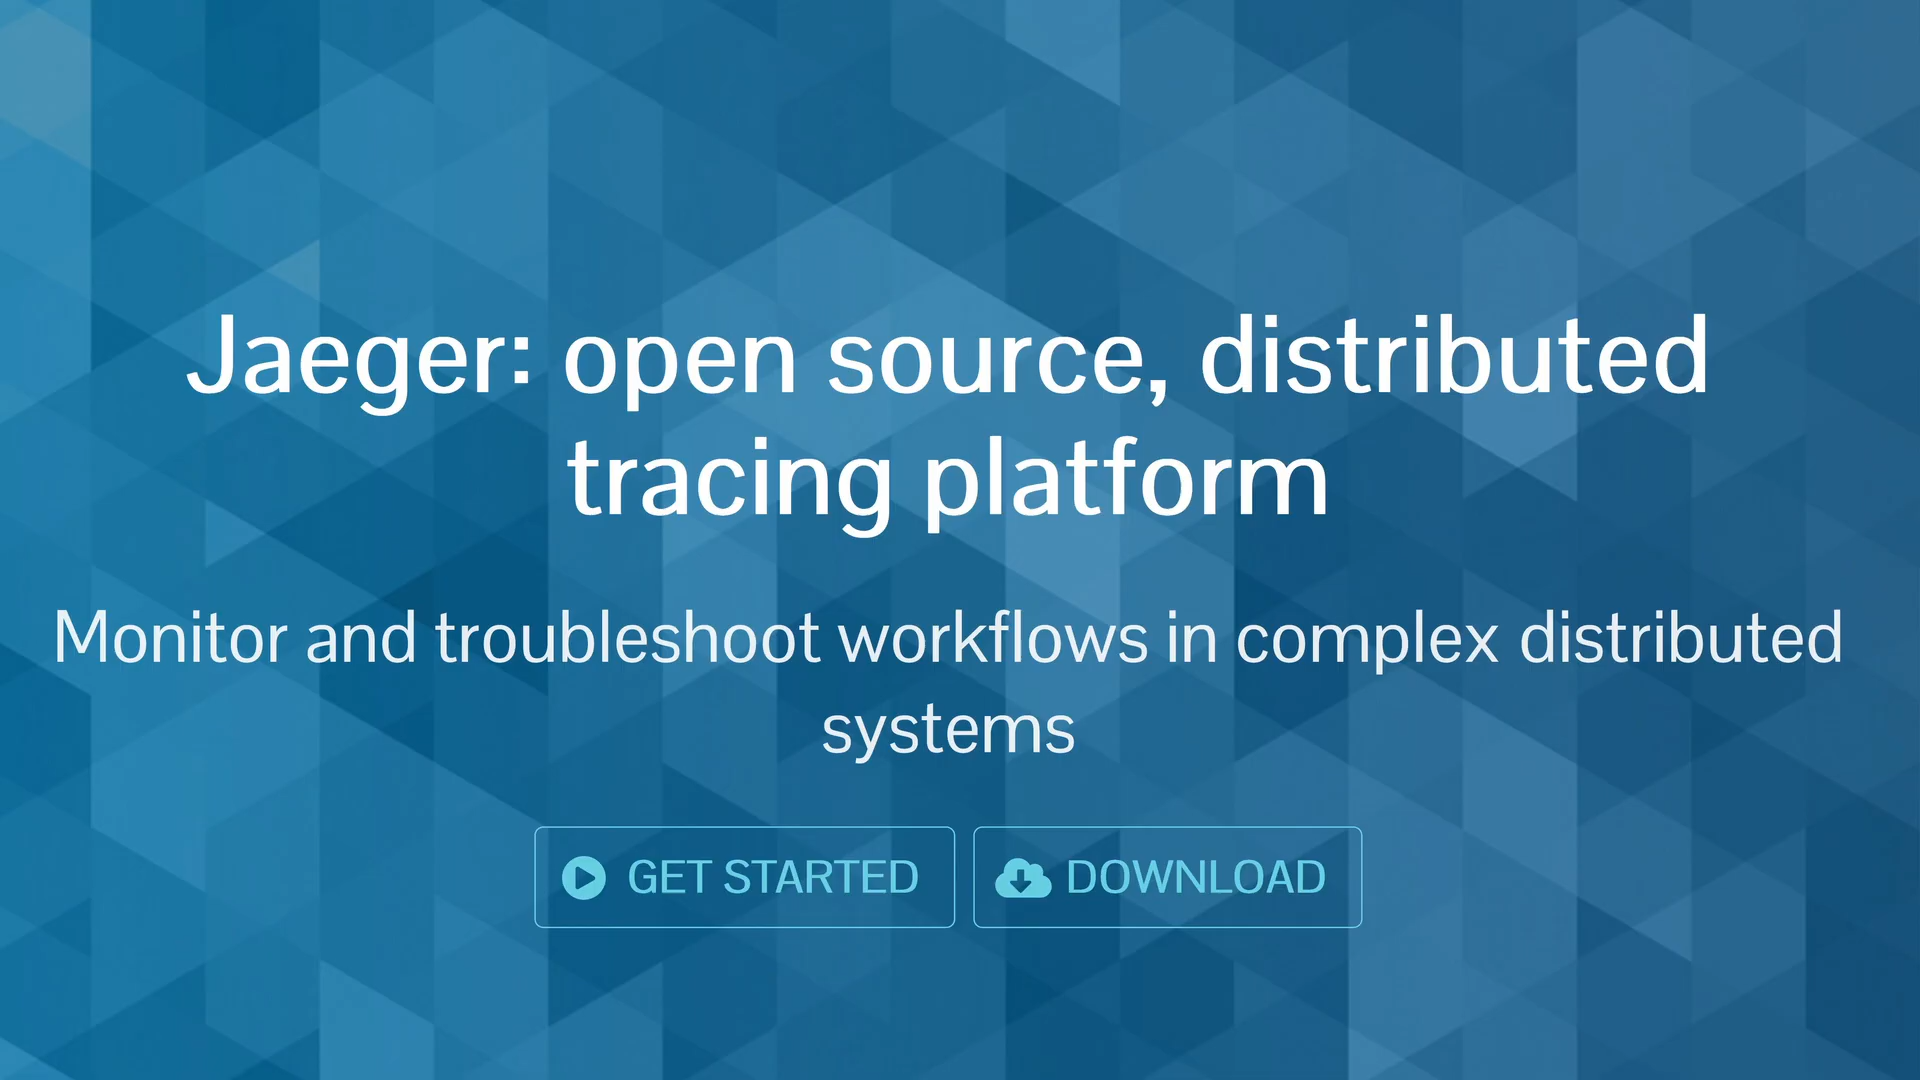 Jaeger: open source, distributed
tracing platform
Monitor and troubleshoot workflows in complex distributed
systems
GET STARTED
DOWNLOAD